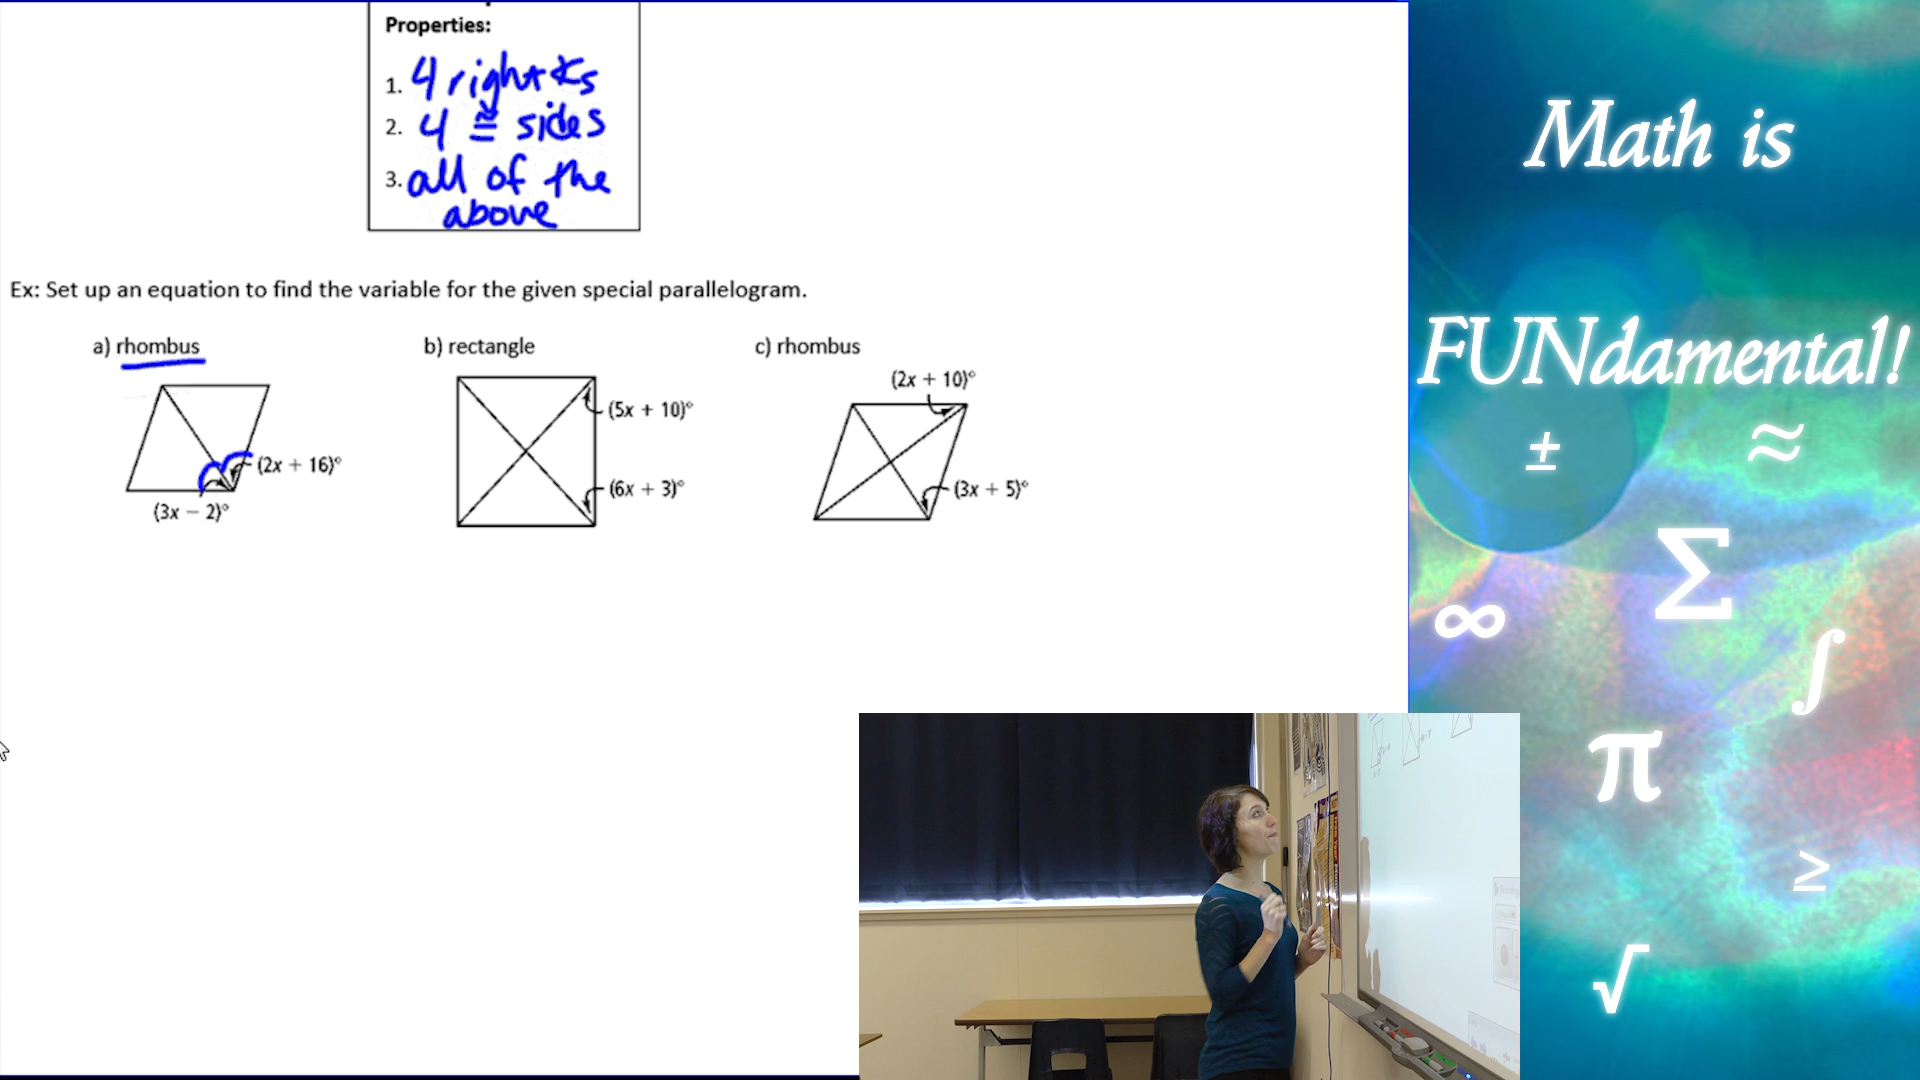 Properties:
1. 4 right ∡s
2. 4 ≅ sides
3. all of the
above
Ex: Set up an equation to find the variable for the given special parallelogram.
a) rhombus
b) rectangle
c) rhombus
(2x + 16)°
(3x − 2)°
(5x + 10)°
(6x + 3)°
(2x + 10)°
(3x + 5)°
Math is
FUNdamental!
± ≈
Σ
∞
∫
π
≥
√